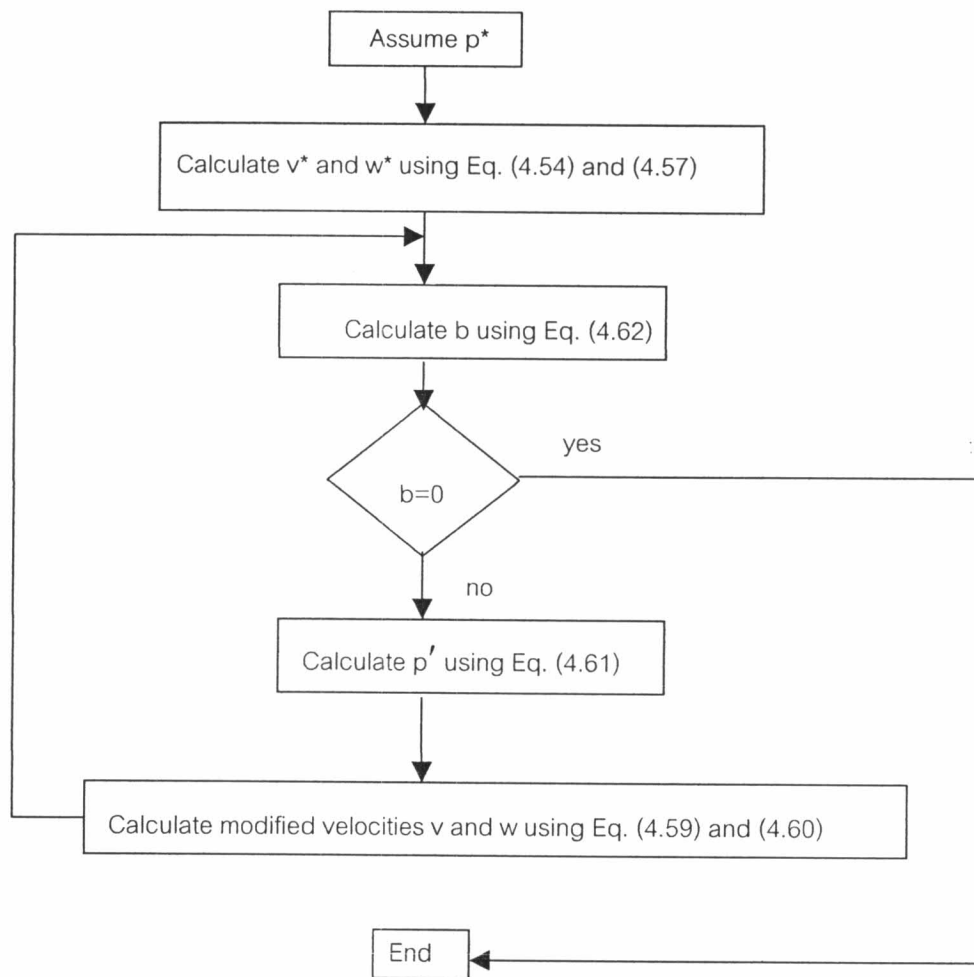 Assume p*
Calculate v* and w* using Eq. (4.54) and (4.57)
Calculate b using Eq. (4.62)
yes
b=0
no
Calculate p′ using Eq. (4.61)
Calculate modified velocities v and w using Eq. (4.59) and (4.60)
End